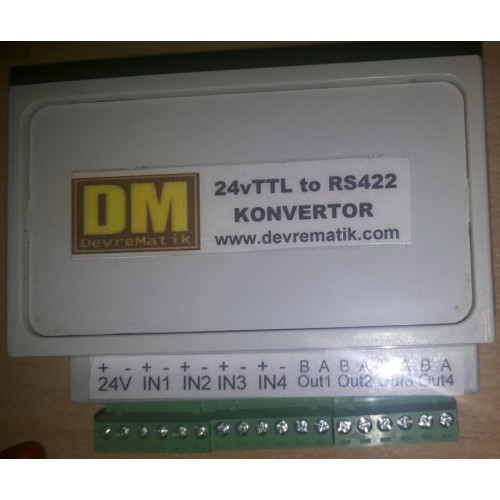 DM
DevreMatik
24vTTL to RS422
KONVERTOR
www.devrematik.com
+ - + - + - + - + - B A B A B A B A
24V IN1 IN2 IN3 IN4 Out1 Out2 Out3 Out4